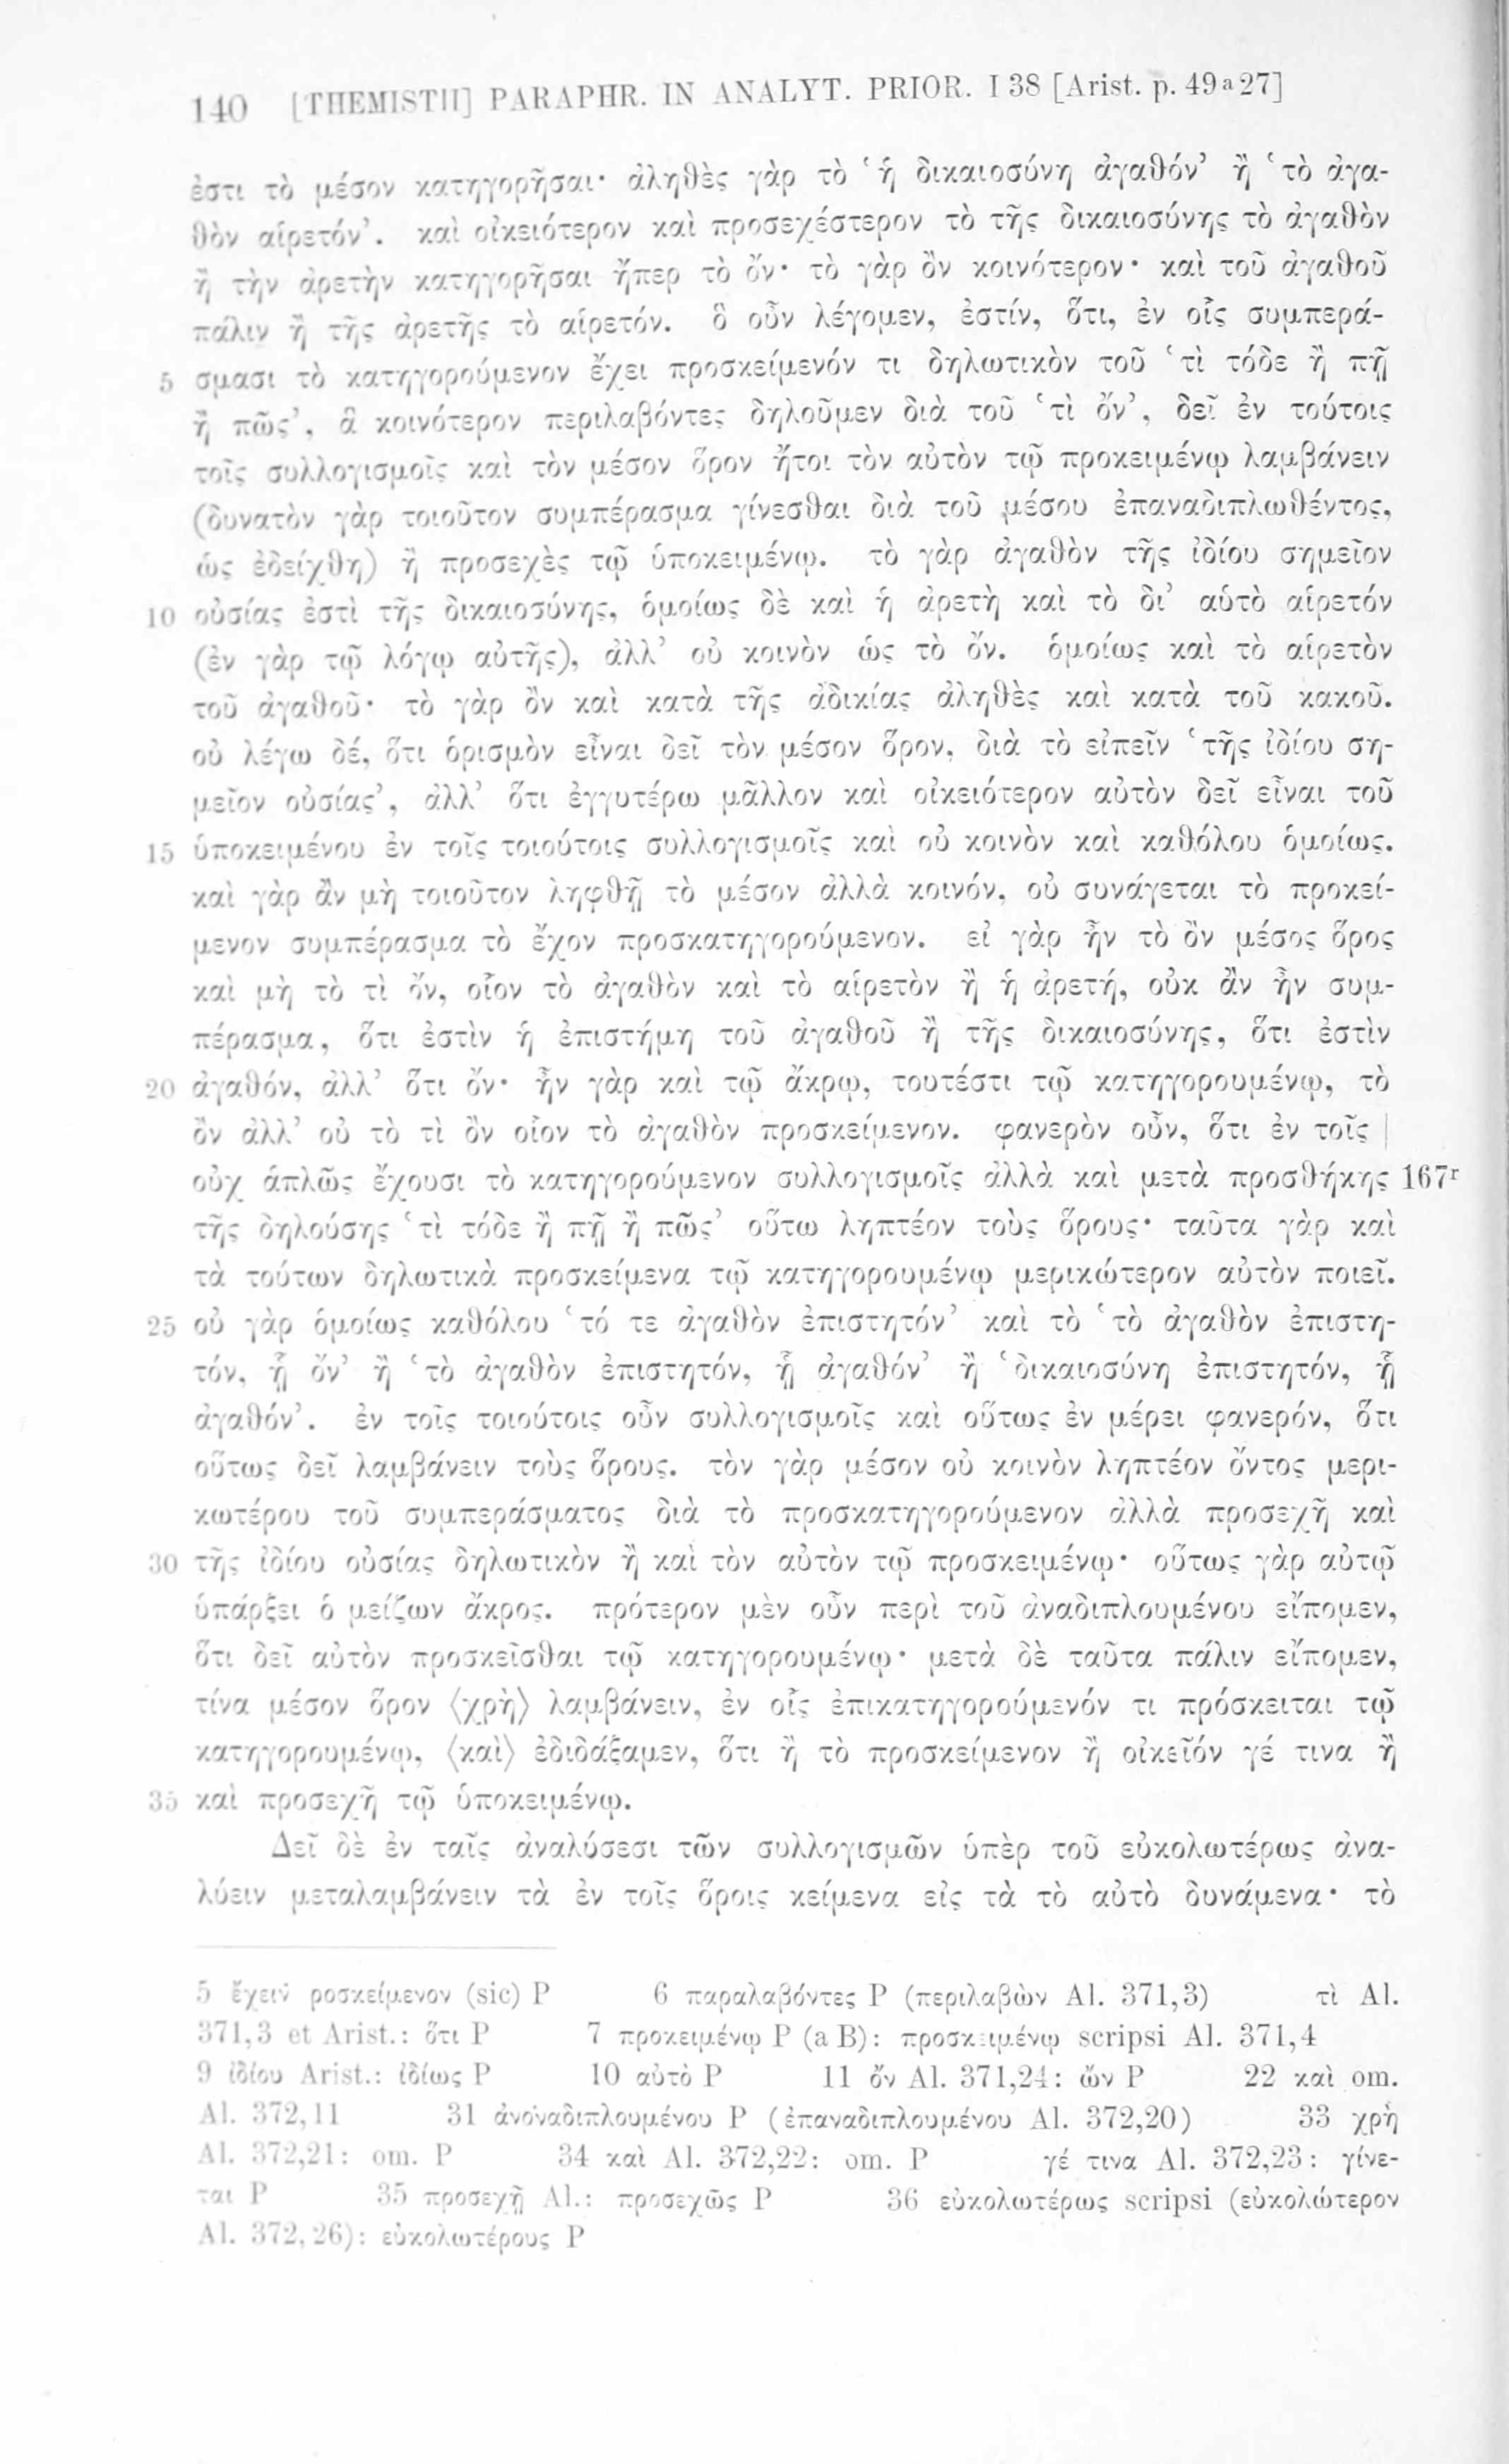 140 [THEMISTII] PARAPHR. IN ANALYT. PRIOR. I 38 [Arist. p. 49a27]
ἐστι τὸ μέσον κατηγορῆσαι· ἀληθὲς γὰρ τὸ ‘ἡ δικαιοσύνη ἀγαθόν’ ἢ ‘τὸ ἀγα-
θὸν αἱρετόν’. καὶ οἰκειότερον καὶ προσεχέστερον τὸ τῆς δικαιοσύνης τὸ ἀγαθὸν
ἢ τὴν ἀρετὴν κατηγορῆσαι ἤπερ τὸ ὄν· τὸ γὰρ ὂν κοινότερον· καὶ τοῦ ἀγαθοῦ
πάλιν ἢ τῆς ἀρετῆς τὸ αἱρετόν. ὃ οὖν λέγομεν, ἐστίν, ὅτι, ἐν οἷς συμπερά-
5 σμασι τὸ κατηγορούμενον ἔχει προσκείμενόν τι δηλωτικὸν τοῦ ‘τὶ τόδε ἢ πῇ
ἢ πῶς’, ἃ κοινότερον περιλαβόντες δηλοῦμεν διὰ τοῦ ‘τὶ ὄν’, δεῖ ἐν τούτοις
τοῖς συλλογισμοῖς καὶ τὸν μέσον ὅρον ἤτοι τὸν αὐτὸν τῷ προκειμένῳ λαμβάνειν
(δυνατὸν γὰρ τοιοῦτον συμπέρασμα γίνεσθαι διὰ τοῦ μέσου ἐπαναδιπλωθέντος,
ὡς ἐδείχθη) ἢ προσεχὲς τῷ ὑποκειμένῳ. τὸ γὰρ ἀγαθὸν τῆς ἰδίου σημεῖον
10 οὐσίας ἐστὶ τῆς δικαιοσύνης, ὁμοίως δὲ καὶ ἡ ἀρετὴ καὶ τὸ δι’ αὑτὸ αἱρετόν
(ἐν γὰρ τῷ λόγῳ αὐτῆς), ἀλλ’ οὐ κοινὸν ὡς τὸ ὄν. ὁμοίως καὶ τὸ αἱρετὸν
τοῦ ἀγαθοῦ· τὸ γὰρ ὂν καὶ κατὰ τῆς ἀδικίας ἀληθὲς καὶ κατὰ τοῦ κακοῦ.
οὐ λέγω δέ, ὅτι ὁρισμὸν εἶναι δεῖ τὸν μέσον ὅρον, διὰ τὸ εἰπεῖν ‘τῆς ἰδίου ση-
μεῖον οὐσίας’, ἀλλ’ ὅτι ἐγγυτέρω μᾶλλον καὶ οἰκειότερον αὐτὸν δεῖ εἶναι τοῦ
15 ὑποκειμένου ἐν τοῖς τοιούτοις συλλογισμοῖς καὶ οὐ κοινὸν καὶ καθόλου ὁμοίως.
καὶ γὰρ ἂν μὴ τοιοῦτον ληφθῇ τὸ μέσον ἀλλὰ κοινόν, οὐ συνάγεται τὸ προκεί-
μενον συμπέρασμα τὸ ἔχον προσκατηγορούμενον. εἰ γὰρ ἦν τὸ ὂν μέσος ὅρος
καὶ μὴ τὸ τὶ ὄν, οἷον τὸ ἀγαθὸν καὶ τὸ αἱρετὸν ἢ ἡ ἀρετή, οὐκ ἂν ἦν συμ-
πέρασμα, ὅτι ἐστὶν ἡ ἐπιστήμη τοῦ ἀγαθοῦ ἢ τῆς δικαιοσύνης, ὅτι ἐστὶν
20 ἀγαθόν, ἀλλ’ ὅτι ὄν· ἦν γὰρ καὶ τῷ ἄκρῳ, τουτέστι τῷ κατηγορουμένῳ, τὸ
ὂν ἀλλ’ οὐ τὸ τὶ ὂν οἷον τὸ ἀγαθὸν προσκείμενον. φανερὸν οὖν, ὅτι ἐν τοῖς |
οὐχ ἁπλῶς ἔχουσι τὸ κατηγορούμενον συλλογισμοῖς ἀλλὰ καὶ μετὰ προσθήκης 167r
τῆς δηλούσης ‘τὶ τόδε ἢ πῇ ἢ πῶς’ οὕτω ληπτέον τοὺς ὅρους· ταῦτα γὰρ καὶ
τὰ τούτων δηλωτικὰ προσκείμενα τῷ κατηγορουμένῳ μερικώτερον αὐτὸν ποιεῖ.
25 οὐ γὰρ ὁμοίως καθόλου ‘τό τε ἀγαθὸν ἐπιστητόν’ καὶ τὸ ‘τὸ ἀγαθὸν ἐπιστη-
τόν, ᾗ ὄν’ ἢ ‘τὸ ἀγαθὸν ἐπιστητόν, ᾗ ἀγαθόν’ ἢ ‘δικαιοσύνη ἐπιστητόν, ᾗ
ἀγαθόν’. ἐν τοῖς τοιούτοις οὖν συλλογισμοῖς καὶ οὕτως ἐν μέρει φανερόν, ὅτι
οὕτως δεῖ λαμβάνειν τοὺς ὅρους. τὸν γὰρ μέσον οὐ κοινὸν ληπτέον ὄντος μερι-
κωτέρου τοῦ συμπεράσματος διὰ τὸ προσκατηγορούμενον ἀλλὰ προσεχῆ καὶ
30 τῆς ἰδίου οὐσίας δηλωτικὸν ἢ καὶ τὸν αὐτὸν τῷ προσκειμένῳ· οὕτως γὰρ αὐτῷ
ὑπάρξει ὁ μείζων ἄκρος. πρότερον μὲν οὖν περὶ τοῦ ἀναδιπλουμένου εἴπομεν,
ὅτι δεῖ αὐτὸν προσκεῖσθαι τῷ κατηγορουμένῳ· μετὰ δὲ ταῦτα πάλιν εἴπομεν,
τίνα μέσον ὅρον ⟨χρὴ⟩ λαμβάνειν, ἐν οἷς ἐπικατηγορούμενόν τι πρόσκειται τῷ
κατηγορουμένῳ, ⟨καὶ⟩ ἐδιδάξαμεν, ὅτι ἢ τὸ προσκείμενον ἢ οἰκεῖόν γέ τινα ἢ
35 καὶ προσεχῆ τῷ ὑποκειμένῳ.
Δεῖ δὲ ἐν ταῖς ἀναλύσεσι τῶν συλλογισμῶν ὑπὲρ τοῦ εὐκολωτέρως ἀνα-
λύειν μεταλαμβάνειν τὰ ἐν τοῖς ὅροις κείμενα εἰς τὰ τὸ αὐτὸ δυνάμενα· τὸ
5 ἔχειν ροσκείμενον (sic) P 6 παραλαβόντες P (περιλαβὼν Al. 371,3) τὶ Al.
371,3 et Arist.: ὅτι P 7 προκειμένῳ P (a B): προσκειμένῳ scripsi Al. 371,4
9 ἰδίου Arist.: ἰδίως P 10 αὐτὸ P 11 ὄν Al. 371,24: ὤν P 22 καὶ om.
Al. 372,11 31 ἀνοναδιπλουμένου P (ἐπαναδιπλουμένου Al. 372,20) 33 χρὴ
Al. 372,21: om. P 34 καὶ Al. 372,22: om. P γέ τινα Al. 372,23: γίνε-
ται P 35 προσεχῆ Al.: προσεχῶς P 36 εὐκολωτέρως scripsi (εὐκολώτερον
Al. 372,26): εὐκολωτέρους P